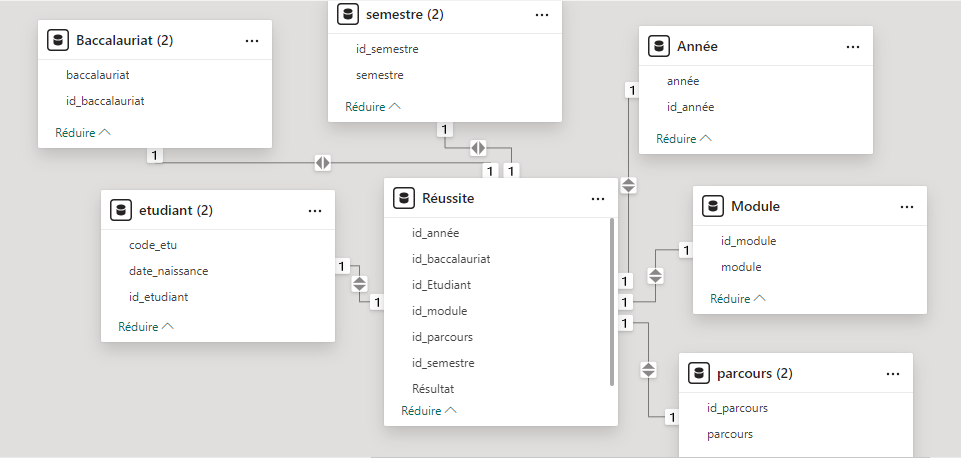 semestre (2)
id_semestre
semestre
Réduire
1
Baccalauriat (2)
baccalauriat
id_baccalauriat
Réduire
1
Année
année
id_année
Réduire
1
etudiant (2)
code_etu
date_naissance
id_etudiant
Réduire
1
1
1
Réussite
id_année
id_baccalauriat
id_Etudiant
id_module
id_parcours
id_semestre
Résultat
Réduire
1
1
1
1
Module
id_module
module
Réduire
1
parcours (2)
id_parcours
parcours
1